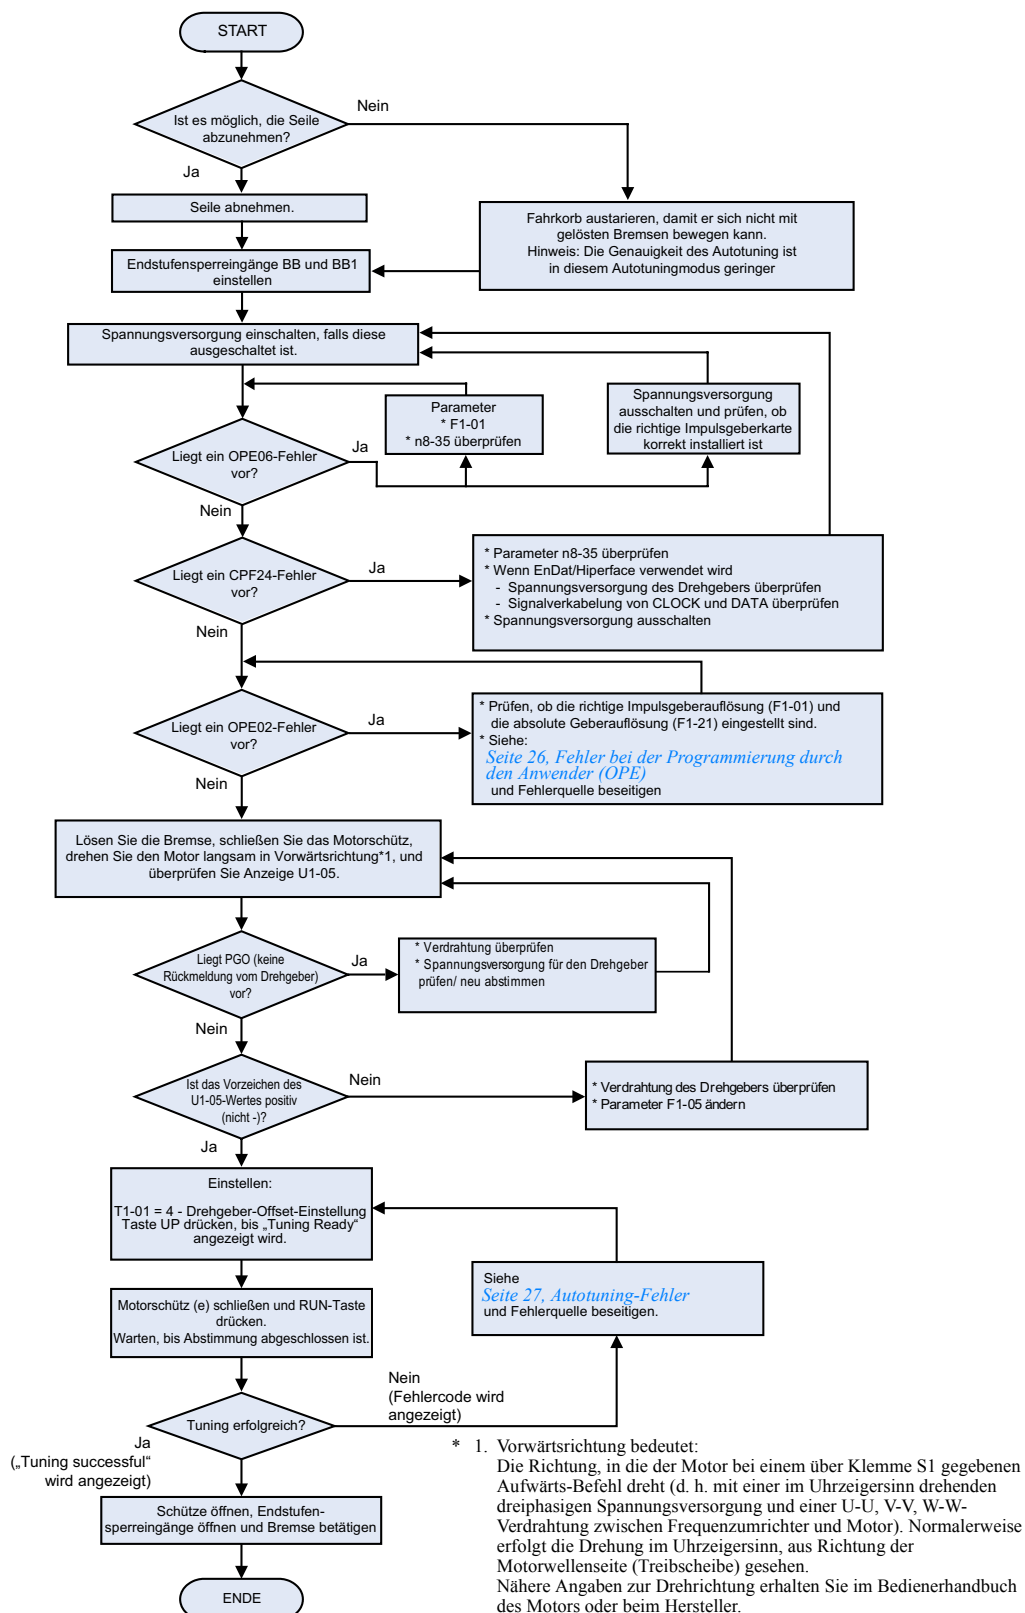 START
Ist es möglich, die Seile
abzunehmen?
Nein
Ja
Seile abnehmen.
Fahrkorb austarieren, damit er sich nicht mit
gelösten Bremsen bewegen kann.
Hinweis: Die Genauigkeit des Autotuning ist
in diesem Autotuningmodus geringer
Endstufensperreingänge BB und BB1
einstellen
Spannungsversorgung einschalten, falls diese
ausgeschaltet ist.
Parameter
* F1-01
* n8-35 überprüfen
Spannungsversorgung
ausschalten und prüfen, ob
die richtige Impulsgeberkarte
korrekt installiert ist
Liegt ein OPE06-Fehler
vor?
Ja
Nein
Liegt ein CPF24-Fehler
vor?
Ja
* Parameter n8-35 überprüfen
* Wenn EnDat/Hiperface verwendet wird
- Spannungsversorgung des Drehgebers überprüfen
- Signalverkabelung von CLOCK und DATA überprüfen
* Spannungsversorgung ausschalten
Nein
Liegt ein OPE02-Fehler
vor?
Ja
* Prüfen, ob die richtige Impulsgeberauflösung (F1-01) und
die absolute Geberauflösung (F1-21) eingestellt sind.
* Siehe:
Seite 26, Fehler bei der Programmierung durch
den Anwender (OPE)
und Fehlerquelle beseitigen
Nein
Lösen Sie die Bremse, schließen Sie das Motorschütz,
drehen Sie den Motor langsam in Vorwärtsrichtung*1, und
überprüfen Sie Anzeige U1-05.
Liegt PGO (keine
Rückmeldung vom Drehgeber)
vor?
Ja
* Verdrahtung überprüfen
* Spannungsversorgung für den Drehgeber
prüfen/ neu abstimmen
Nein
Ist das Vorzeichen des
U1-05-Wertes positiv
(nicht -)?
Nein
* Verdrahtung des Drehgebers überprüfen
* Parameter F1-05 ändern
Ja
Einstellen:
T1-01 = 4 - Drehgeber-Offset-Einstellung
Taste UP drücken, bis „Tuning Ready“
angezeigt wird.
Siehe
Seite 27, Autotuning-Fehler
und Fehlerquelle beseitigen.
Motorschütz (e) schließen und RUN-Taste
drücken.
Warten, bis Abstimmung abgeschlossen ist.
Nein
(Fehlercode wird
angezeigt)
Tuning erfolgreich?
Ja
(„Tuning successful“
wird angezeigt)
Schütze öffnen, Endstufen-
sperreingänge öffnen und Bremse betätigen
ENDE
* 1. Vorwärtsrichtung bedeutet:
Die Richtung, in die der Motor bei einem über Klemme S1 gegebenen
Aufwärts-Befehl dreht (d. h. mit einer im Uhrzeigersinn drehenden
dreiphasigen Spannungsversorgung und einer U-U, V-V, W-W-
Verdrahtung zwischen Frequenzumrichter und Motor). Normalerweise
erfolgt die Drehung im Uhrzeigersinn, aus Richtung der
Motorwellenseite (Treibscheibe) gesehen.
Nähere Angaben zur Drehrichtung erhalten Sie im Bedienerhandbuch
des Motors oder beim Hersteller.